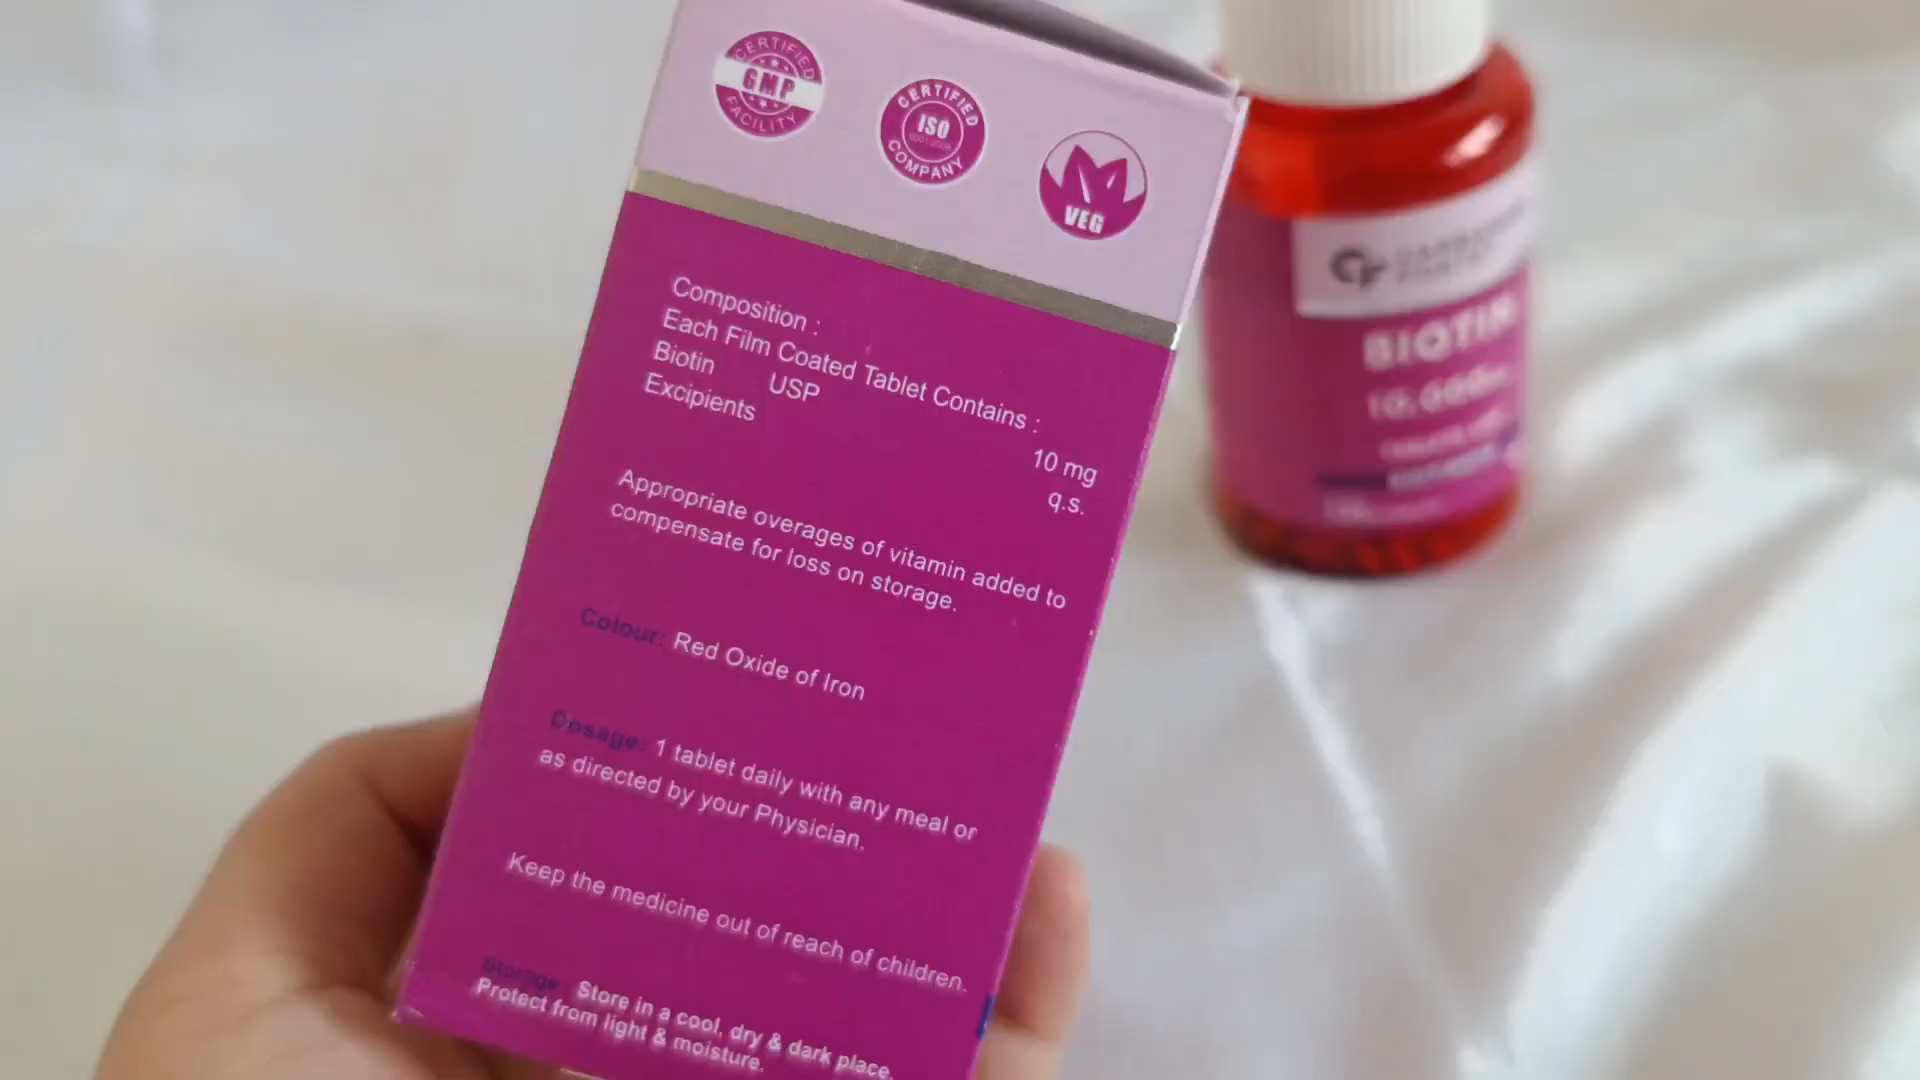 CERTIFIED
GMP
FACILITY
CERTIFIED
ISO
COMPANY
VEG
Composition :
Each Film Coated Tablet Contains :
Biotin USP 10 mg
Excipients q.s.
Appropriate overages of vitamin added to
compensate for loss on storage.
Colour: Red Oxide of Iron
Dosage: 1 tablet daily with any meal or
as directed by your Physician.
Keep the medicine out of reach of children.
Storage: Store in a cool, dry & dark place.
Protect from light & moisture.
BIOTIN